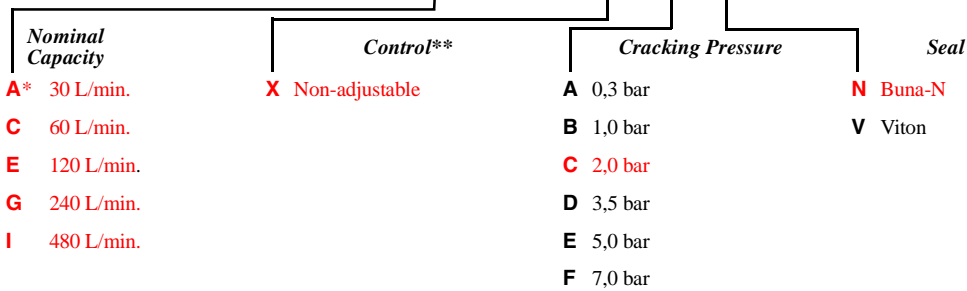 Nominal Capacity
A* 30 L/min.
C 60 L/min.
E 120 L/min.
G 240 L/min.
I 480 L/min.
Control**
X Non-adjustable
Cracking Pressure
A 0,3 bar
B 1,0 bar
C 2,0 bar
D 3,5 bar
E 5,0 bar
F 7,0 bar
Seal
N Buna-N
V Viton